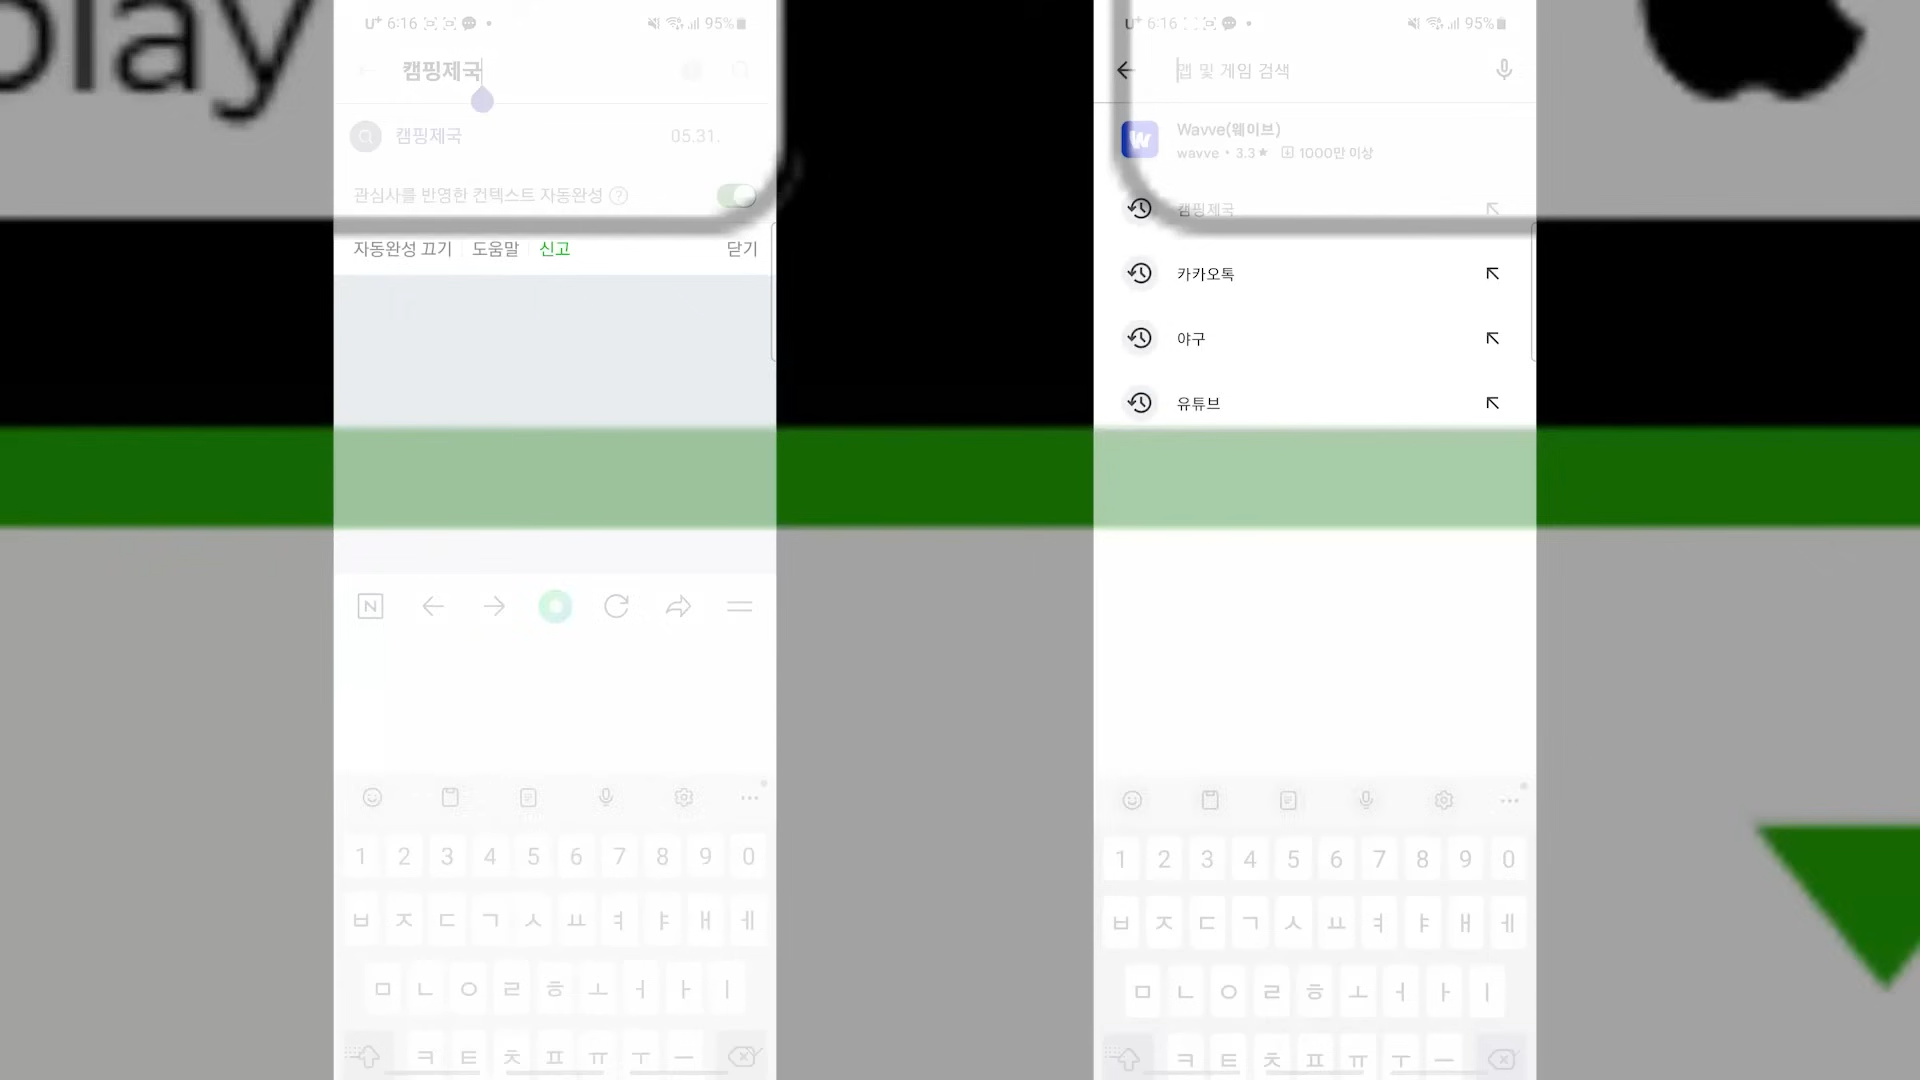 play
U+ 6:16 95%
캠핑제국
캠핑제국 05.31.
관심사를 반영한 컨텍스트 자동완성 ?
자동완성 끄기 도움말 신고 닫기
N
1 2 3 4 5 6 7 8 9 0
ㅂ ㅈ ㄷ ㄱ ㅅ ㅛ ㅕ ㅑ ㅐ ㅔ
ㅁ ㄴ ㅇ ㄹ ㅎ ㅗ ㅓ ㅏ ㅣ
ㅋ ㅌ ㅊ ㅍ ㅠ ㅜ ㅡ
U+ 6:16 95%
앱 및 게임 검색
W
Wavve(웨이브)
wavve • 3.3★ 1000만 이상
캠핑제국
카카오톡
야구
유튜브
1 2 3 4 5 6 7 8 9 0
ㅂ ㅈ ㄷ ㄱ ㅅ ㅛ ㅕ ㅑ ㅐ ㅔ
ㅁ ㄴ ㅇ ㄹ ㅎ ㅗ ㅓ ㅏ ㅣ
ㅋ ㅌ ㅊ ㅍ ㅠ ㅜ ㅡ